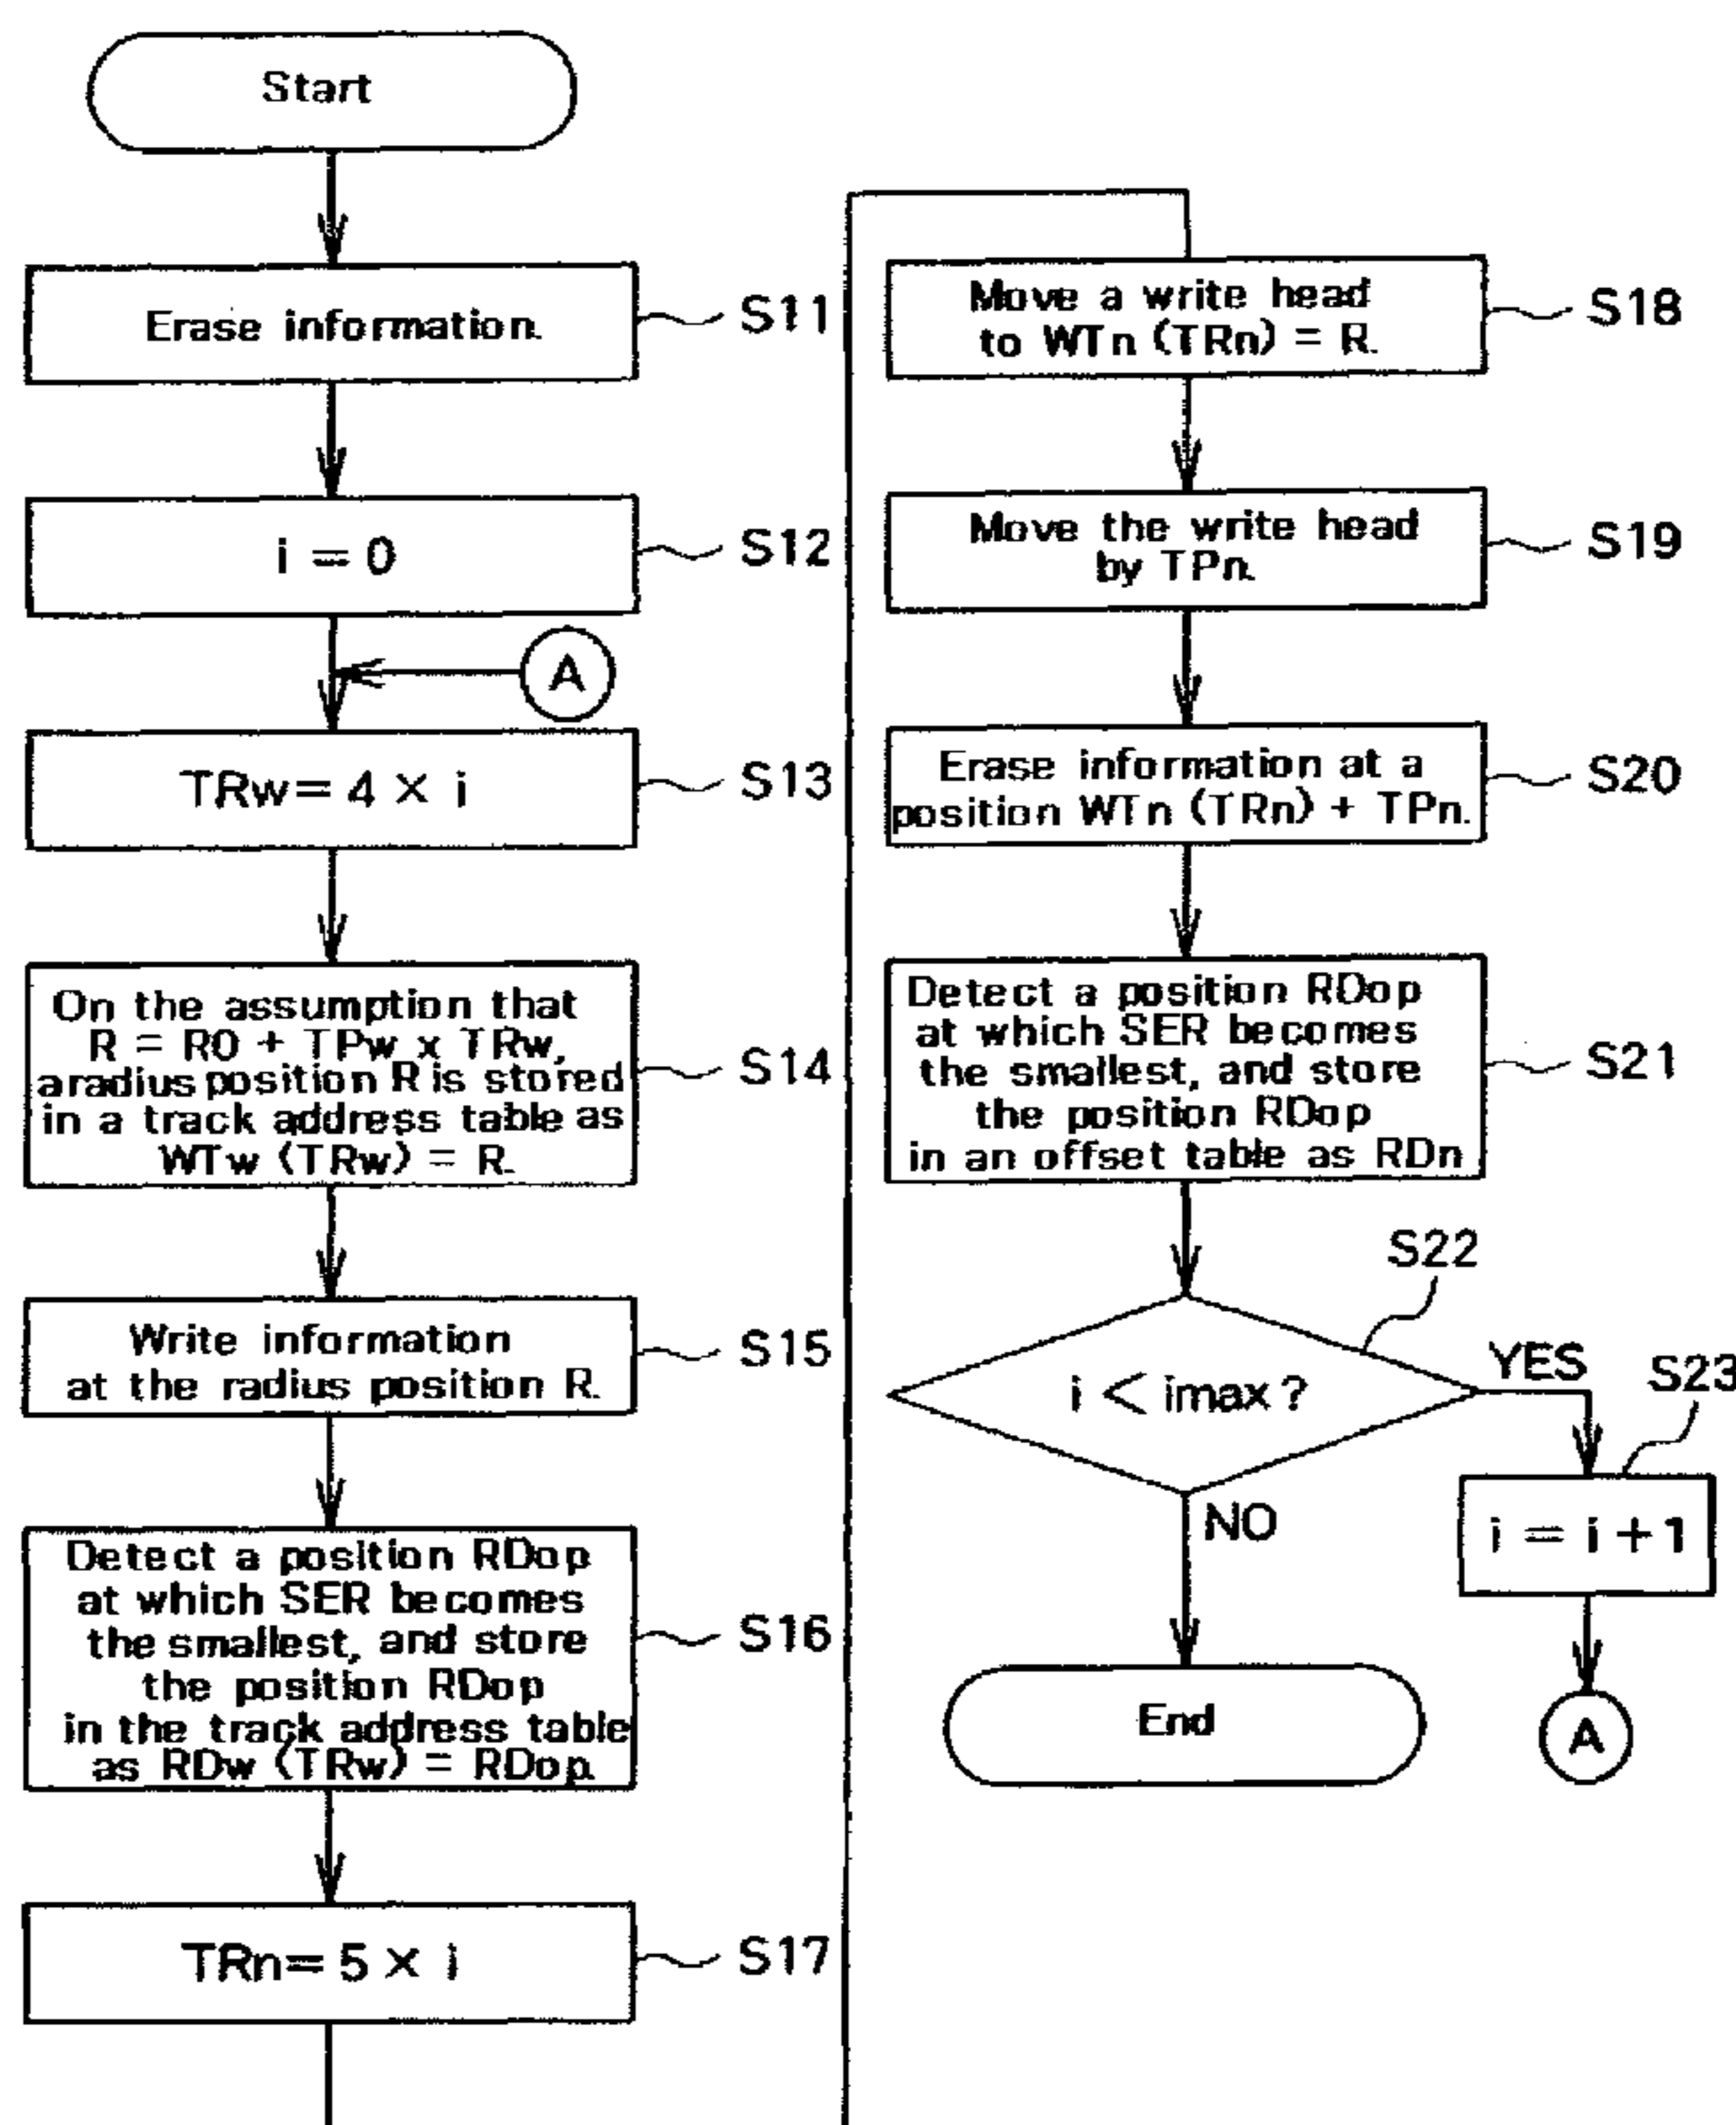 Start
Erase information.
S11
i = 0
S12
A
TRw= 4 × i
S13
On the assumption that
R = R0 + TPw x TRw,
aradius position R is stored
in a track address table as
WTw (TRw) = R.
S14
Write information
at the radius position R.
S15
Detect a position RDop
at which SER becomes
the smallest, and store
the position RDop
in the track address table
as RDw (TRw) = RDop.
S16
TRn= 5 × i
S17
Move a write head
to WTn (TRn) = R.
S18
Move the write head
by TPn.
S19
Erase information at a
position WTn (TRn) + TPn.
S20
Detect a position RDop
at which SER becomes
the smallest, and store
the position RDop
in an offset table as RDn
S21
S22
i < imax ?
YES
S23
NO
i = i + 1
End
A